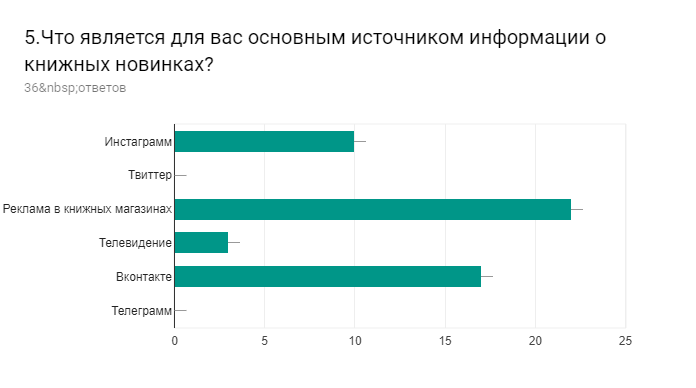 5.Что является для вас основным источником информации о
книжных новинках?
36&nbsp;ответов
Инстаграмм
Твиттер
Реклама в книжных магазинах
Телевидение
Вконтакте
Телеграмм
0 5 10 15 20 25